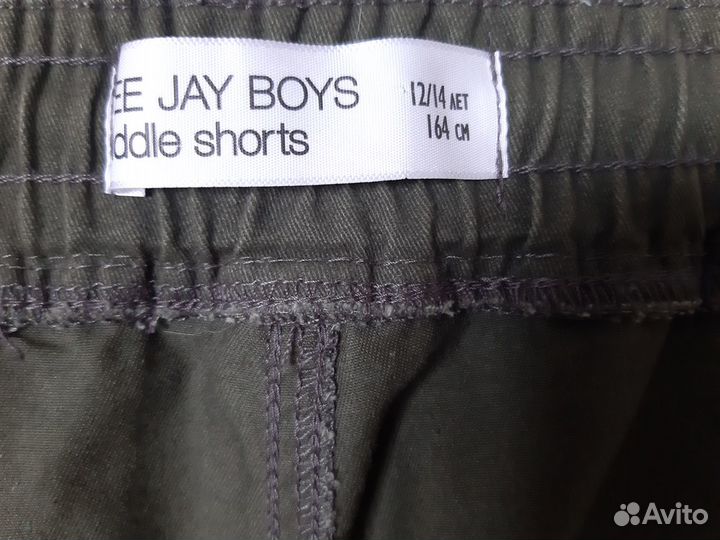 EE JAY BOYS
ddle shorts
12/14 ЛЕТ
164 СМ
Avito